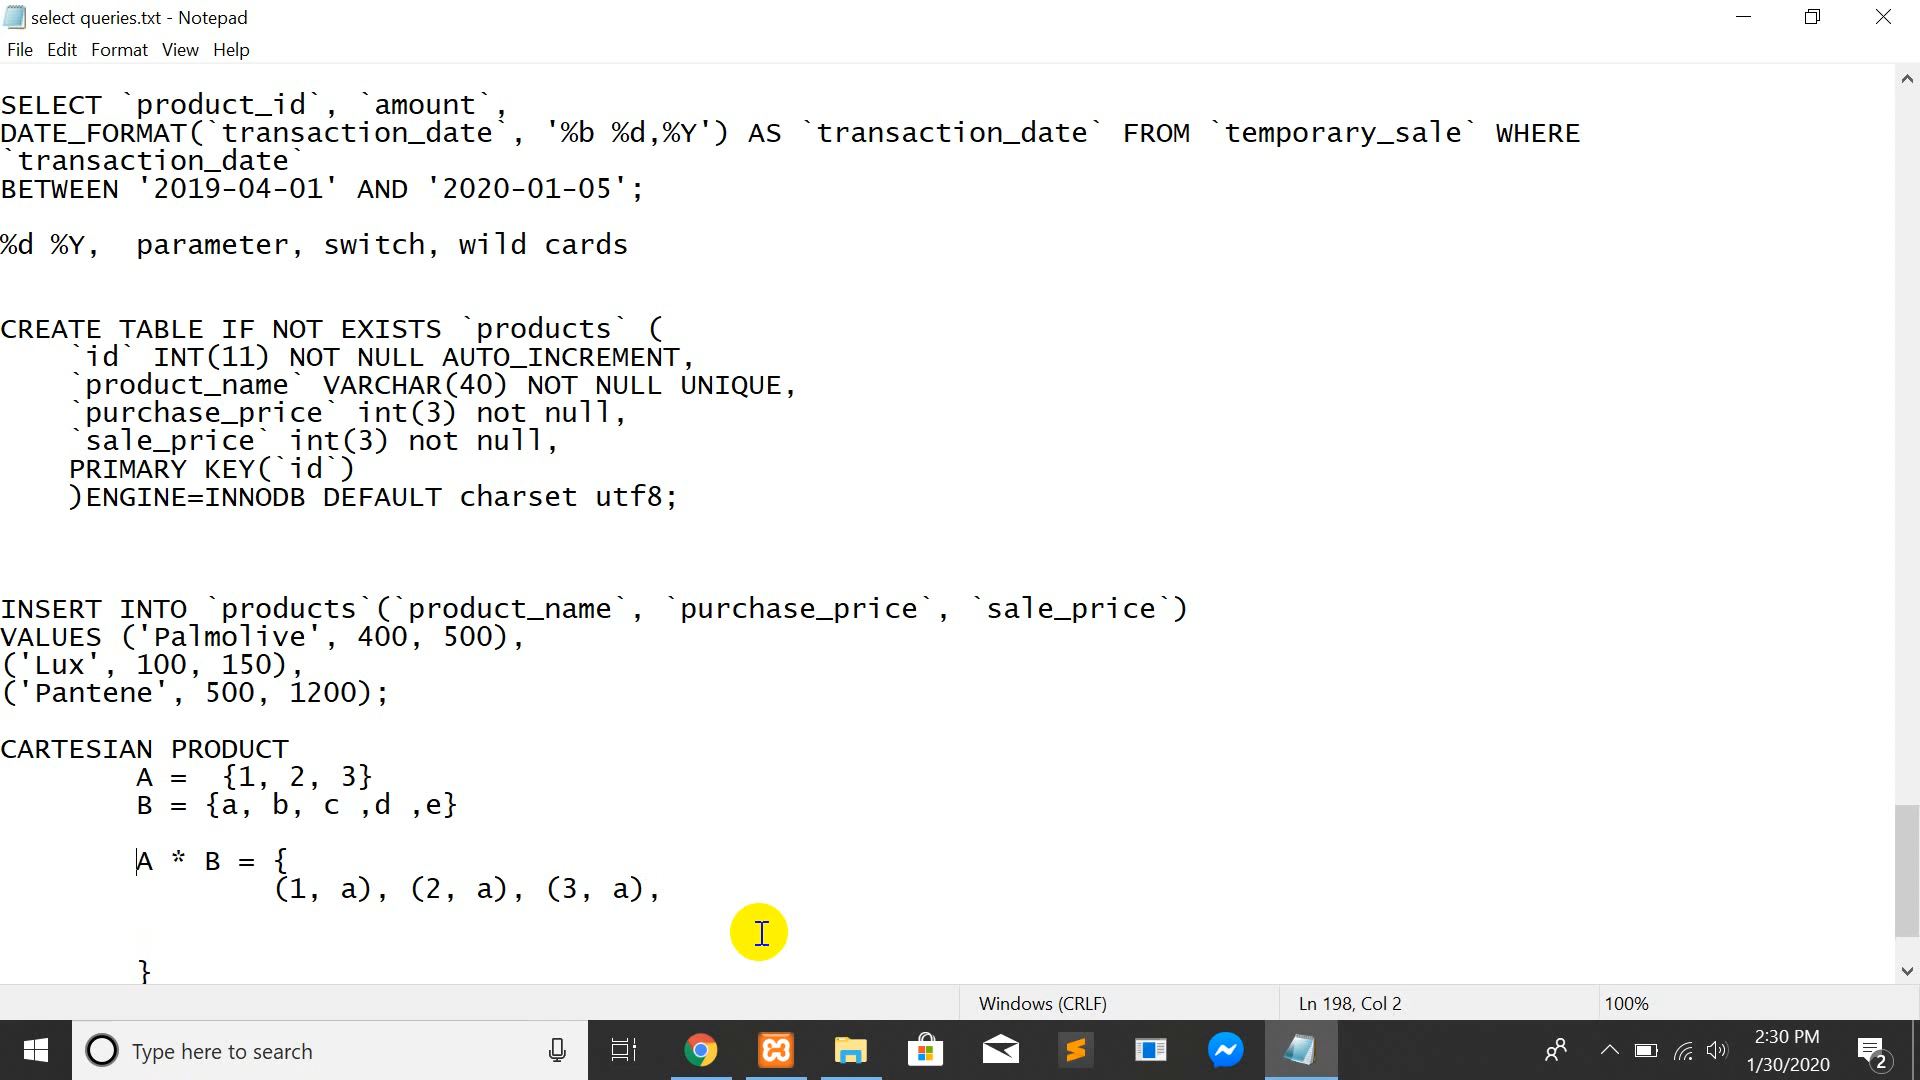 select queries.txt - Notepad
File Edit Format View Help
SELECT `product_id`, `amount`,
DATE_FORMAT(`transaction_date`, '%b %d,%Y') AS `transaction_date` FROM `temporary_sale` WHERE
`transaction_date`
BETWEEN '2019-04-01' AND '2020-01-05';
%d %Y,  parameter, switch, wild cards
CREATE TABLE IF NOT EXISTS `products` (
`id` INT(11) NOT NULL AUTO_INCREMENT,
`product_name` VARCHAR(40) NOT NULL UNIQUE,
`purchase_price` int(3) not null,
`sale_price` int(3) not null,
PRIMARY KEY(`id`)
)ENGINE=INNODB DEFAULT charset utf8;
INSERT INTO `products`(`product_name`, `purchase_price`, `sale_price`)
VALUES ('Palmolive', 400, 500),
('Lux', 100, 150),
('Pantene', 500, 1200);
CARTESIAN PRODUCT
A =  {1, 2, 3}
B = {a, b, c ,d ,e}
A * B = {
(1, a), (2, a), (3, a),
}
Windows (CRLF) Ln 198, Col 2 100%
Type here to search
2:30 PM
1/30/2020
2